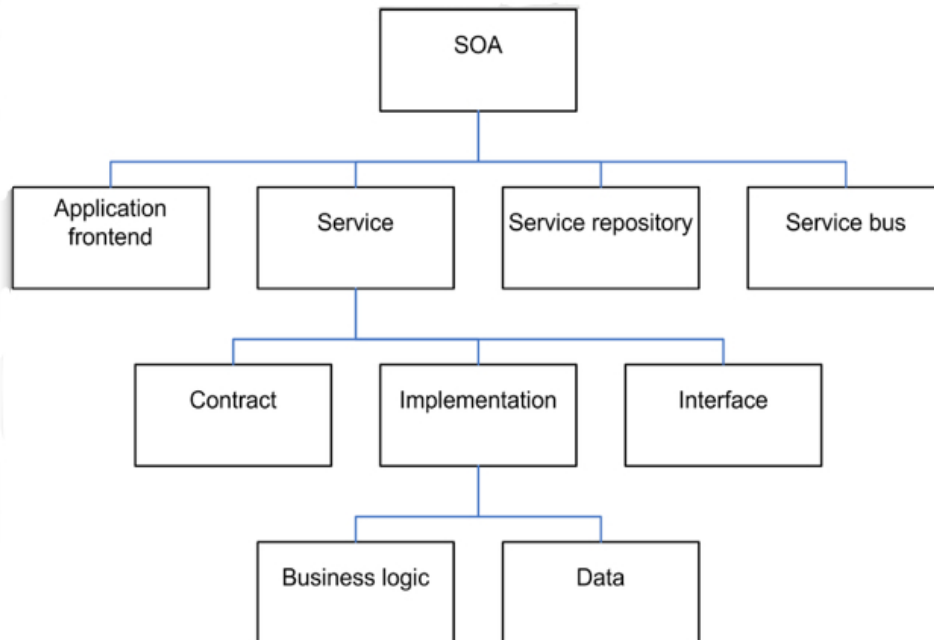 SOA
Application
frontend
Service
Service repository
Service bus
Contract
Implementation
Interface
Business logic
Data